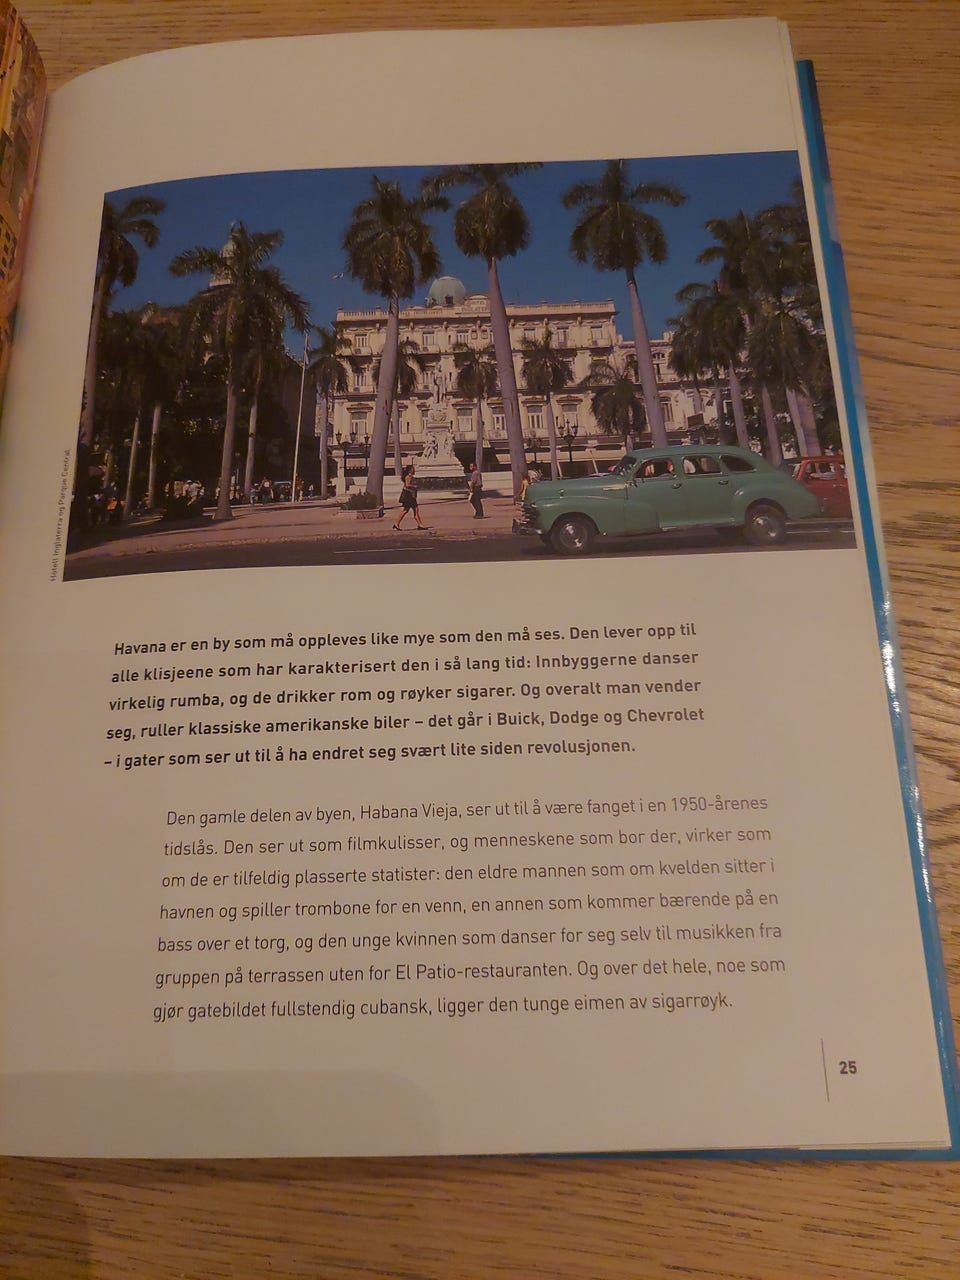 HOTEL
INGLATERRA
Hotell Inglaterra og Parque Central
Havana er en by som må oppleves like mye som den må ses. Den lever opp til
alle klisjeene som har karakterisert den i så lang tid: Innbyggerne danser
virkelig rumba, og de drikker rom og røyker sigarer. Og overalt man vender
seg, ruller klassiske amerikanske biler – det går i Buick, Dodge og Chevrolet
– i gater som ser ut til å ha endret seg svært lite siden revolusjonen.
Den gamle delen av byen, Habana Vieja, ser ut til å være fanget i en 1950-årenes
tidslås. Den ser ut som filmkulisser, og menneskene som bor der, virker som
om de er tilfeldig plasserte statister: den eldre mannen som om kvelden sitter i
havnen og spiller trombone for en venn, en annen som kommer bærende på en
bass over et torg, og den unge kvinnen som danser for seg selv til musikken fra
gruppen på terrassen uten for El Patio-restauranten. Og over det hele, noe som
gjør gatebildet fullstendig cubansk, ligger den tunge eimen av sigarrøyk.
25